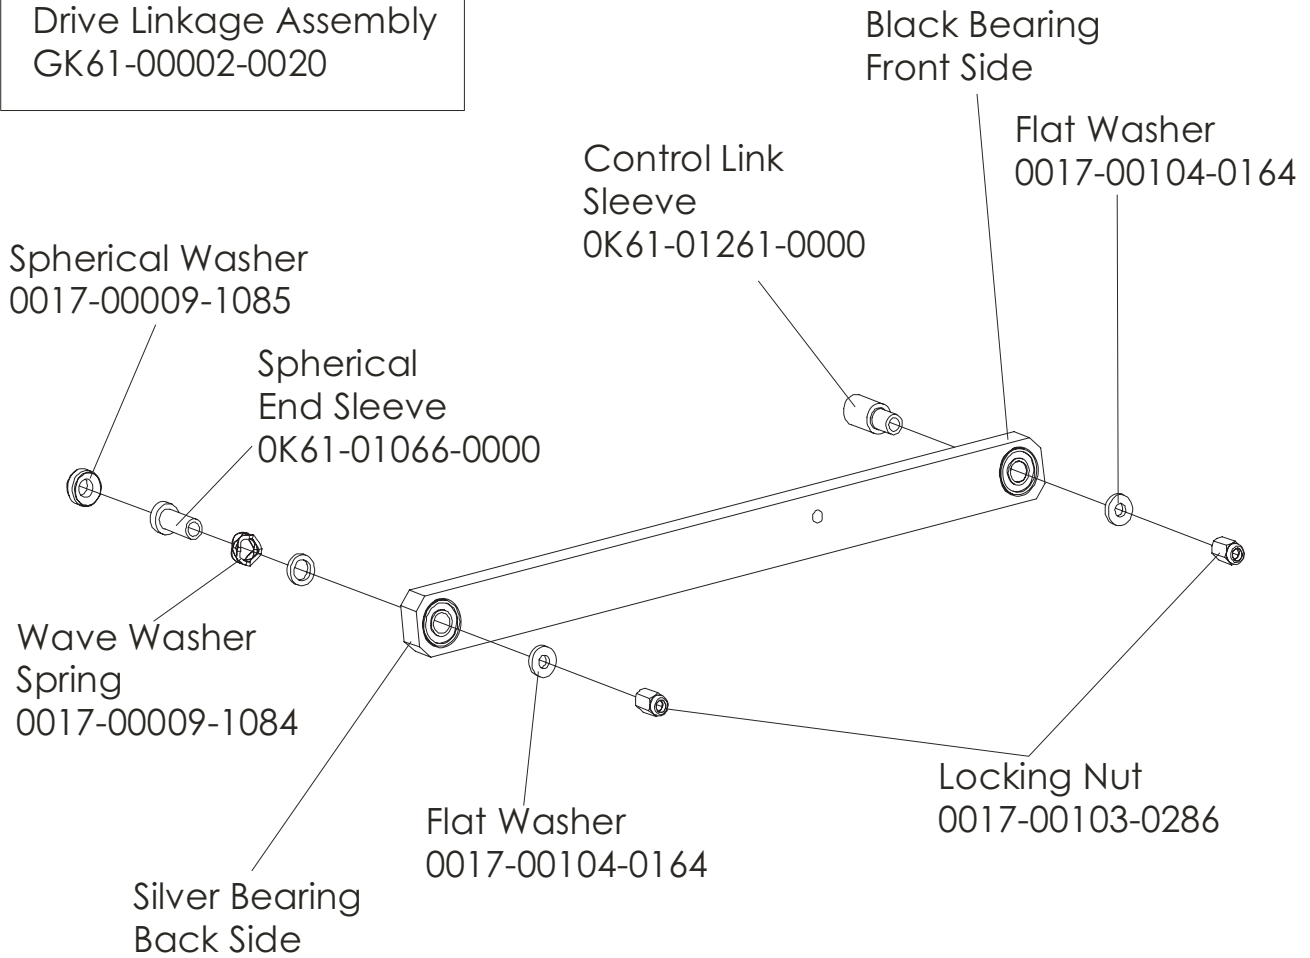 Drive Linkage Assembly
GK61-00002-0020
Black Bearing
Front Side
Flat Washer
0017-00104-0164
Control Link
Sleeve
0K61-01261-0000
Spherical Washer
0017-00009-1085
Spherical
End Sleeve
0K61-01066-0000
Wave Washer
Spring
0017-00009-1084
Locking Nut
0017-00103-0286
Flat Washer
0017-00104-0164
Silver Bearing
Back Side